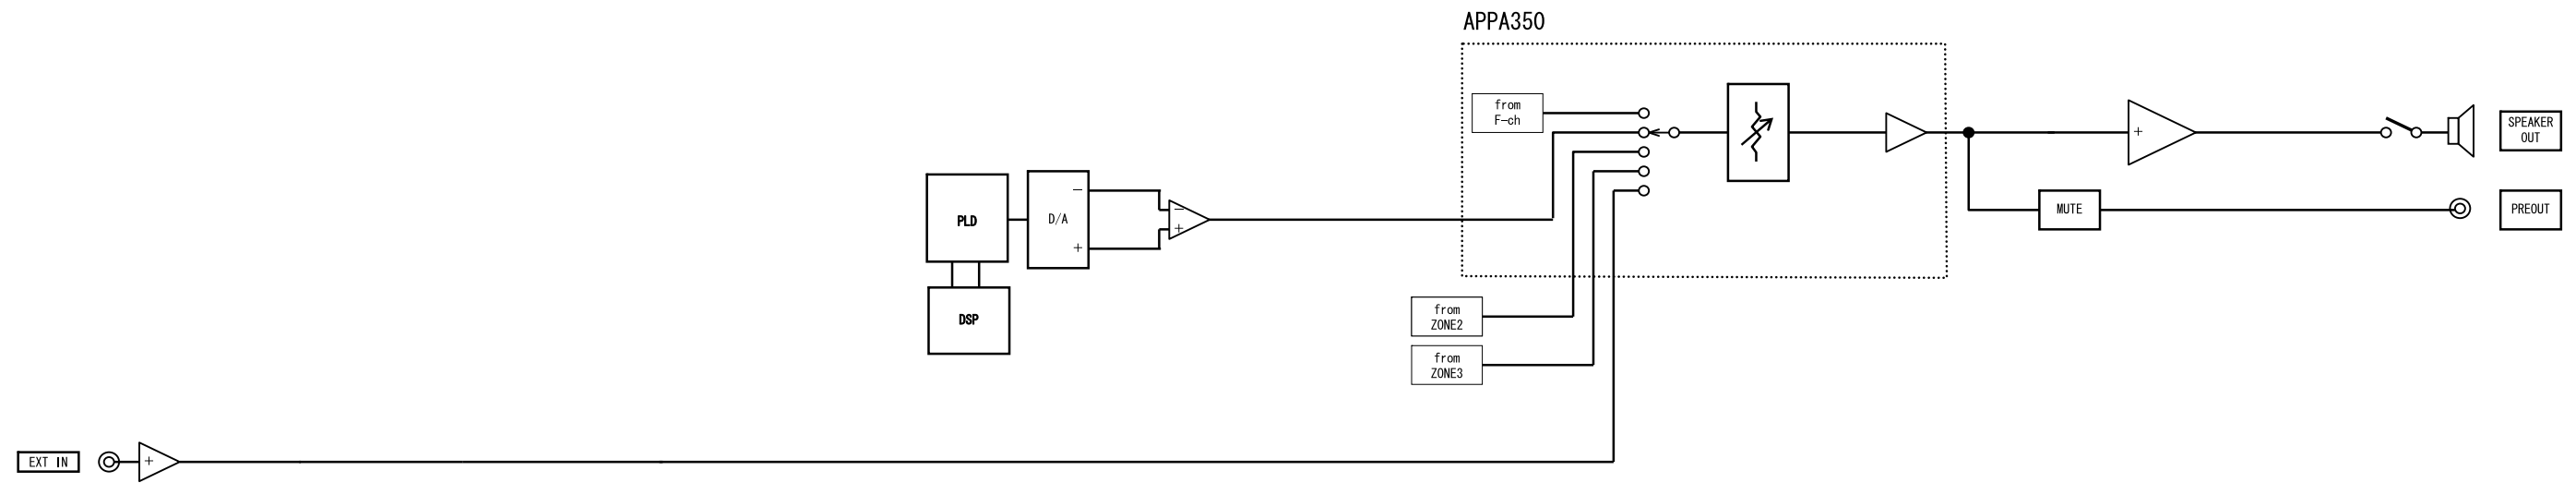 APPA350
from
F-ch
SPEAKER
OUT
+
PLD
D/A
-
+
-
+
MUTE
PREOUT
DSP
from
ZONE2
from
ZONE3
EXT IN
+